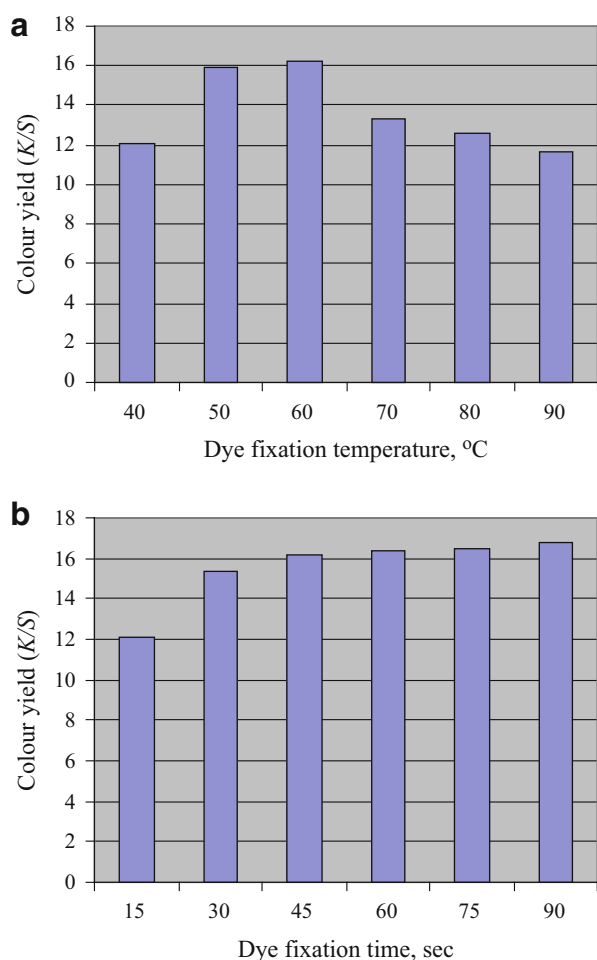 a
18
16
14
12
10
8
6
4
2
0
Colour yield (K/S)
40 50 60 70 80 90
Dye fixation temperature, °C
b
18
16
14
12
10
8
6
4
2
0
Colour yield (K/S)
15 30 45 60 75 90
Dye fixation time, sec